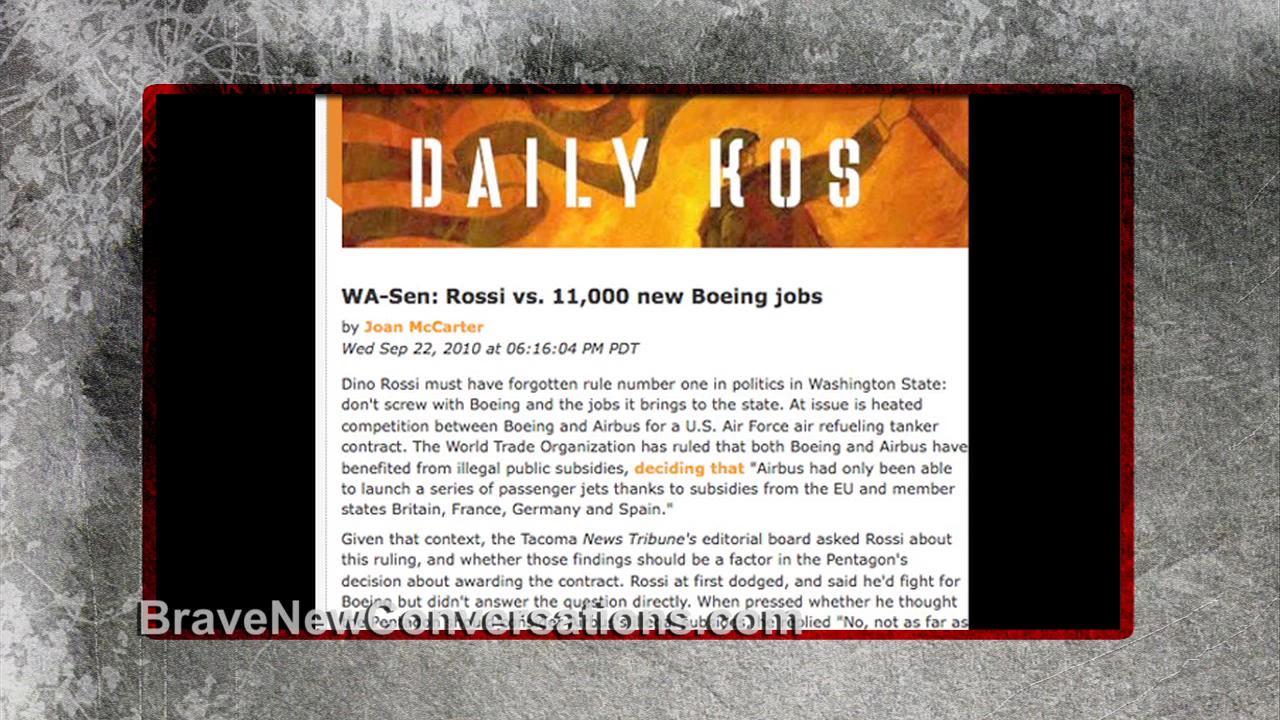 DAILY KOS
WA-Sen: Rossi vs. 11,000 new Boeing jobs
by Joan McCarter
Wed Sep 22, 2010 at 06:16:04 PM PDT
Dino Rossi must have forgotten rule number one in politics in Washington State:
don't screw with Boeing and the jobs it brings to the state. At issue is heated
competition between Boeing and Airbus for a U.S. Air Force air refueling tanker
contract. The World Trade Organization has ruled that both Boeing and Airbus have
benefited from illegal public subsidies, deciding that "Airbus had only been able
to launch a series of passenger jets thanks to subsidies from the EU and member
states Britain, France, Germany and Spain."
Given that context, the Tacoma News Tribune's editorial board asked Rossi about
this ruling, and whether those findings should be a factor in the Pentagon's
decision about awarding the contract. Rossi at first dodged, and said he'd fight for
Boeing but didn't answer the question directly. When pressed whether he thought
Pentagon replied "No, not as far as
BraveNewConversations.com